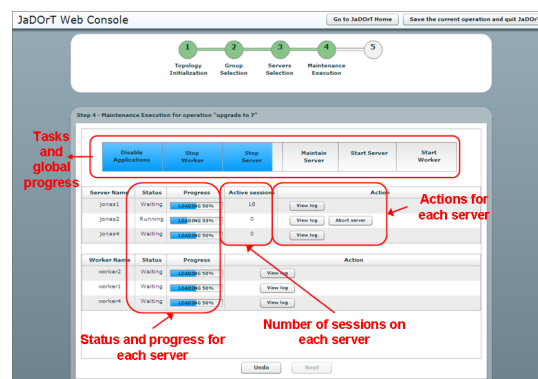 JaDOrT Web Console
Go to JaDOrT Home
Save the current operation and quit JaDOrT
1 2 3 4 5
Topology Initialization
Group Selection
Servers Selection
Maintenance Execution
Step 4 - Maintenance Execution for operation "upgrade to 7"
Tasks and global progress
Disable Applications
Stop Worker
Stop Server
Maintain Server
Start Server
Start Worker
Server Name Status Progress Active sessions Action
jonas1 Waiting LOADING 50% 18 View log
jonas2 Running LOADING 53% 0 View log Abort server
jonas4 Waiting LOADING 50% 0 View log
Actions for each server
Worker Name Status Progress Action
worker2 Waiting LOADING 50% View log
worker1 Waiting LOADING 50% View log
worker4 Waiting LOADING 50% View log
Status and progress for each server
Number of sessions on each server
Undo
Next